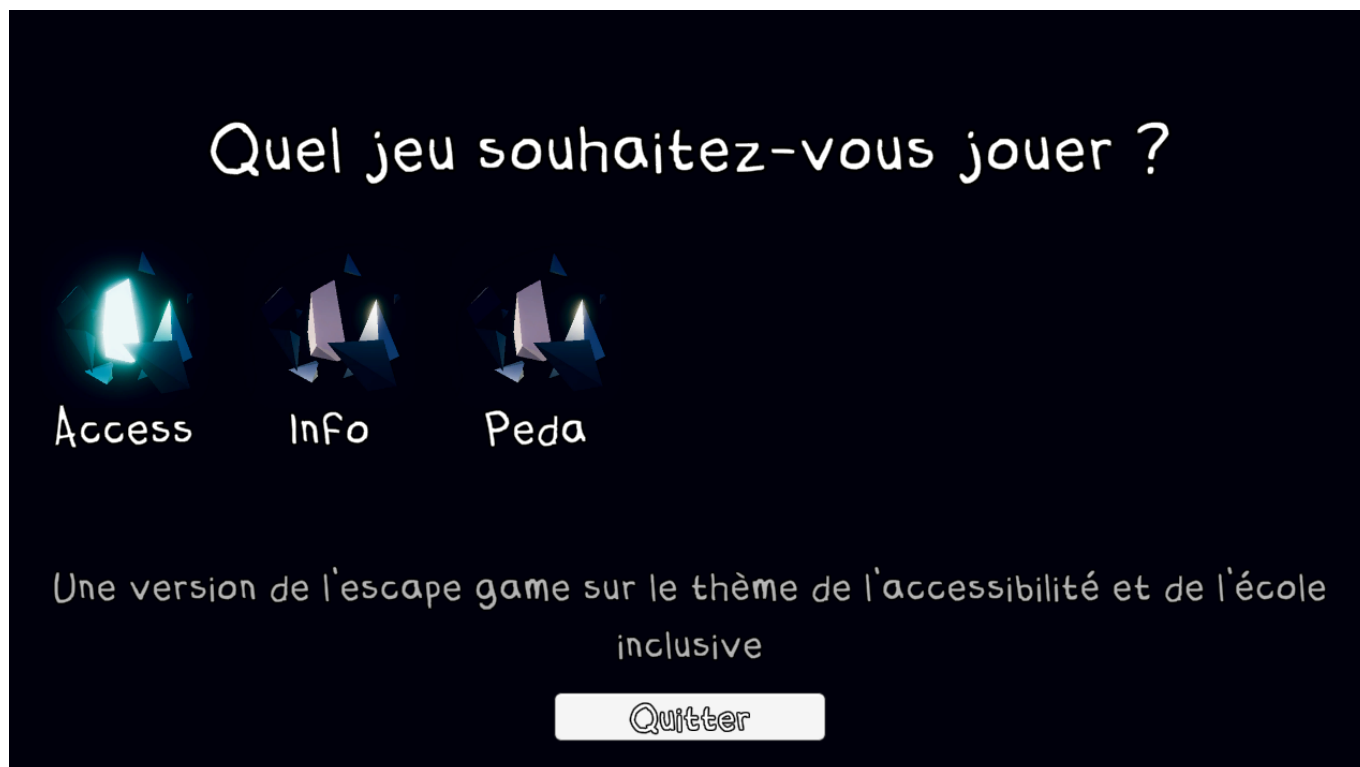 Quel jeu souhaitez-vous jouer ?
Access Info Peda
Une version de l'escape game sur le thème de l'accessibilité et de l'école
inclusive
Quitter